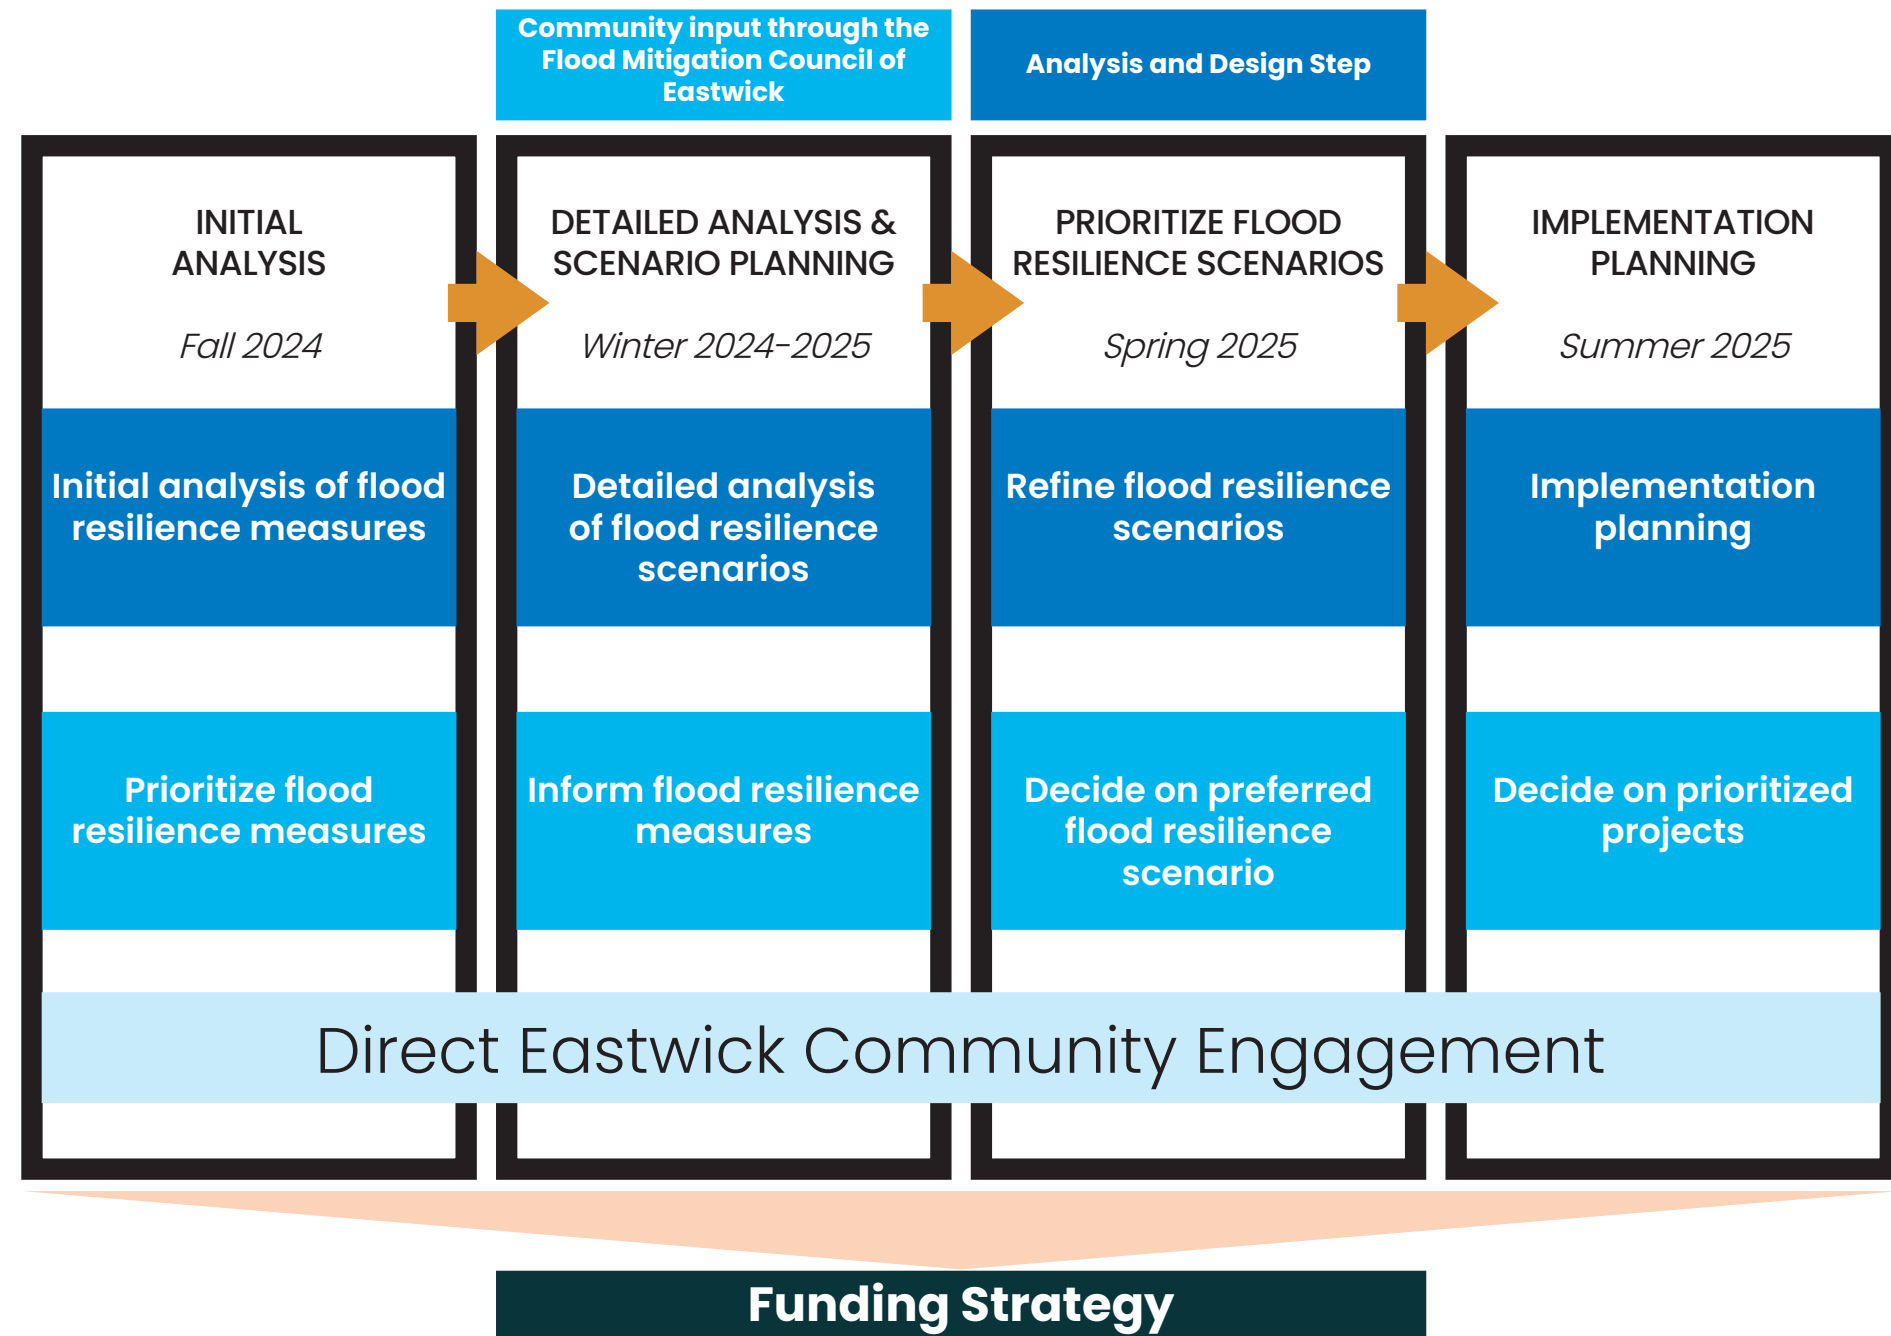 Community input through the
Flood Mitigation Council of
Eastwick
Analysis and Design Step
INITIAL
ANALYSIS
Fall 2024
Initial analysis of flood
resilience measures
Prioritize flood
resilience measures
DETAILED ANALYSIS &
SCENARIO PLANNING
Winter 2024-2025
Detailed analysis
of flood resilience
scenarios
Inform flood resilience
measures
PRIORITIZE FLOOD
RESILIENCE SCENARIOS
Spring 2025
Refine flood resilience
scenarios
Decide on preferred
flood resilience
scenario
IMPLEMENTATION
PLANNING
Summer 2025
Implementation
planning
Decide on prioritized
projects
Direct Eastwick Community Engagement
Funding Strategy